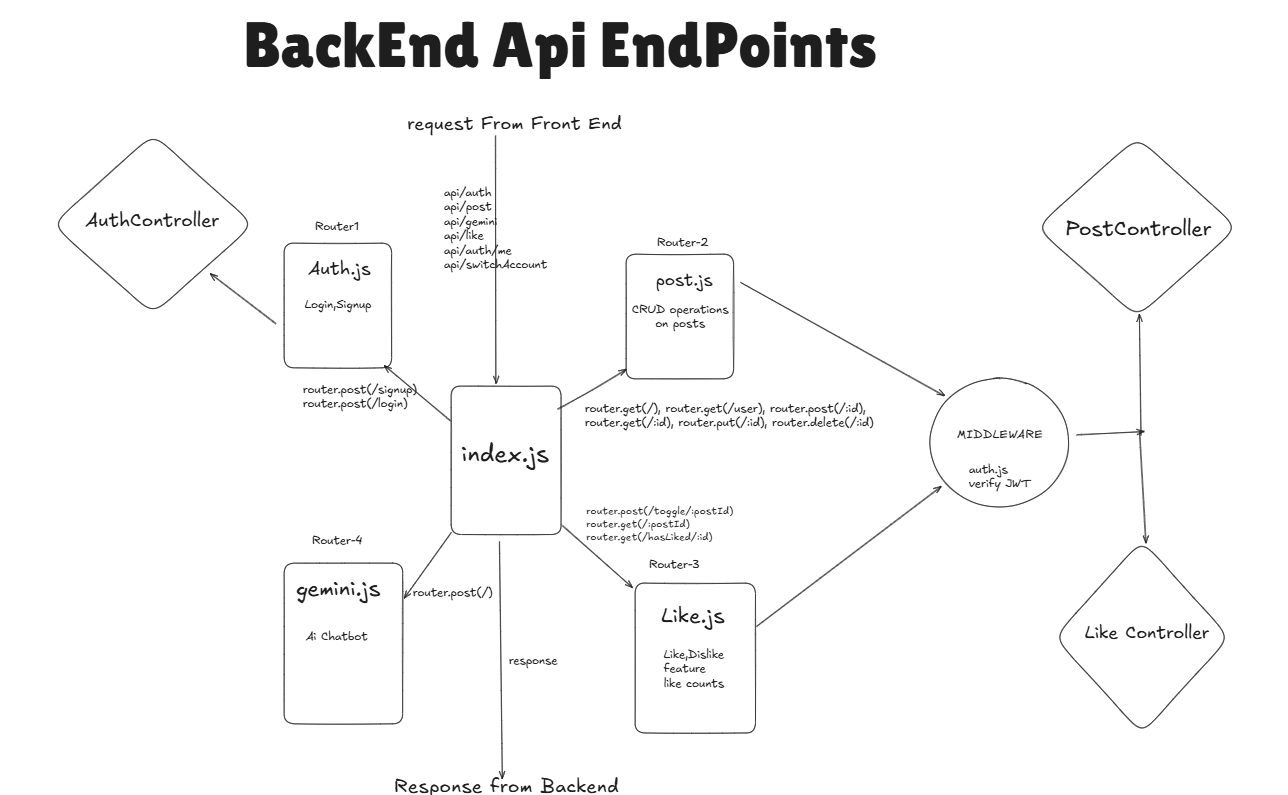 BackEnd Api EndPoints
request From Front End
api/auth
api/post
api/gemini
api/like
api/auth/me
api/switchAccount
AuthController
Router1
Auth.js
Login,Signup
router.post(/signup)
router.post(/login)
Router-2
post.js
CRUD operations
on posts
router.get(/), router.get(/user), router.post(/:id),
router.get(/:id), router.put(/:id), router.delete(/:id)
PostController
MIDDLEWARE
auth.js
verify JWT
index.js
router.post(/toggle/:postId)
router.get(/:postId)
router.get(/hasLiked/:id)
Router-3
Like.js
Like,Dislike
feature
like counts
Router-4
gemini.js
Ai Chatbot
router.post(/)
response
Like Controller
Response from Backend